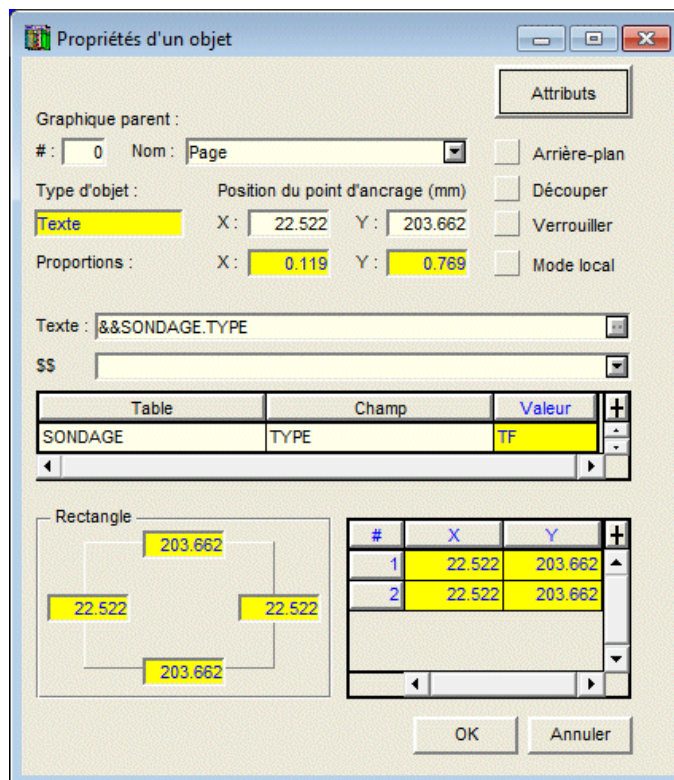 Propriétés d'un objet
Attributs
Graphique parent :
# : 0 Nom : Page
Arrière-plan
Type d'objet : Position du point d'ancrage (mm)
Découper
Texte X : 22.522 Y : 203.662
Verrouiller
Proportions : X : 0.119 Y : 0.769
Mode local
Texte : &&SONDAGE.TYPE
$$
Table Champ Valeur +
SONDAGE TYPE TF
Rectangle
203.662
22.522 22.522
203.662
# X Y +
1 22.522 203.662
2 22.522 203.662
OK Annuler